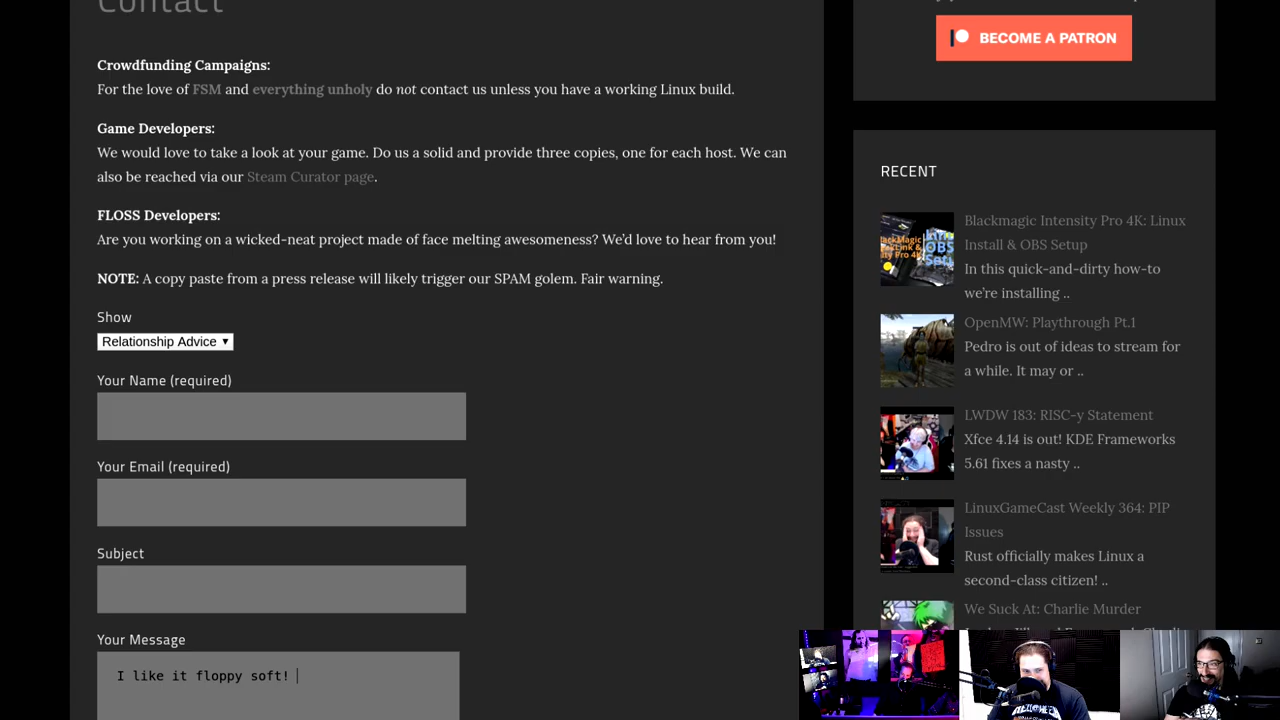 Contact
Crowdfunding Campaigns:
For the love of FSM and everything unholy do not contact us unless you have a working Linux build.
Game Developers:
We would love to take a look at your game. Do us a solid and provide three copies, one for each host. We can
also be reached via our Steam Curator page.
FLOSS Developers:
Are you working on a wicked-neat project made of face melting awesomeness? We’d love to hear from you!
NOTE: A copy paste from a press release will likely trigger our SPAM golem. Fair warning.
Show
Relationship Advice
Your Name (required)
Your Email (required)
Subject
Your Message
I like it floppy soft!
BECOME A PATRON
RECENT
Blackmagic Intensity Pro 4K: Linux
Install & OBS Setup
In this quick-and-dirty how-to
we’re installing ..
OpenMW: Playthrough Pt.1
Pedro is out of ideas to stream for
a while. It may or ..
LWDW 183: RISC-y Statement
Xfce 4.14 is out! KDE Frameworks
5.61 fixes a nasty ..
LinuxGameCast Weekly 364: PIP
Issues
Rust officially makes Linux a
second-class citizen! ..
We Suck At: Charlie Murder